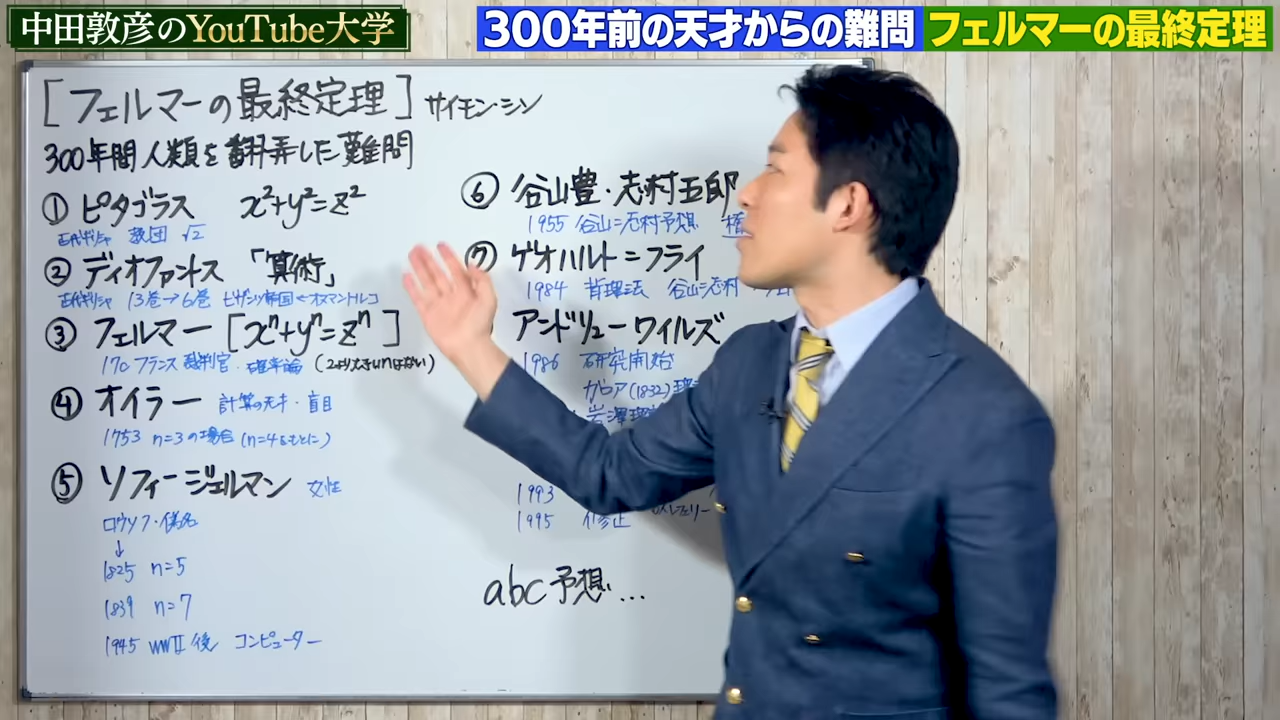 中田敦彦のYouTube大学
300年前の天才からの難問 フェルマーの最終定理
[フェルマーの最終定理] サイモン・シン
300年間人類を翻弄した難問
① ピタゴラス x²+y²=z²
古代ギリシャ 教団 √2
② ディオファントス 「算術」
古代ギリシャ 13巻→6巻 ビザンツ帝国←オスマントルコ
③ フェルマー [xⁿ+yⁿ=zⁿ]
17C フランス 裁判官・確率論 (2より大きいnはない)
④ オイラー 計算の天才・盲目
1753 n=3の場合 (n=4をもとに)
⑤ ソフィー・ジェルマン 女性
ロウソク・偽名
↓
1825 n=5
1839 n=7
1945 WWⅡ後 コンピューター
⑥ 谷山豊・志村五郎
1955 谷山=志村予想
⑦ ゲオハルト=フライ
1984 背理法 谷山=志村
アンドリューワイルズ
1986 研究開始
ガロア(1832)
岩澤理
1993
1995 修正
abc予想…